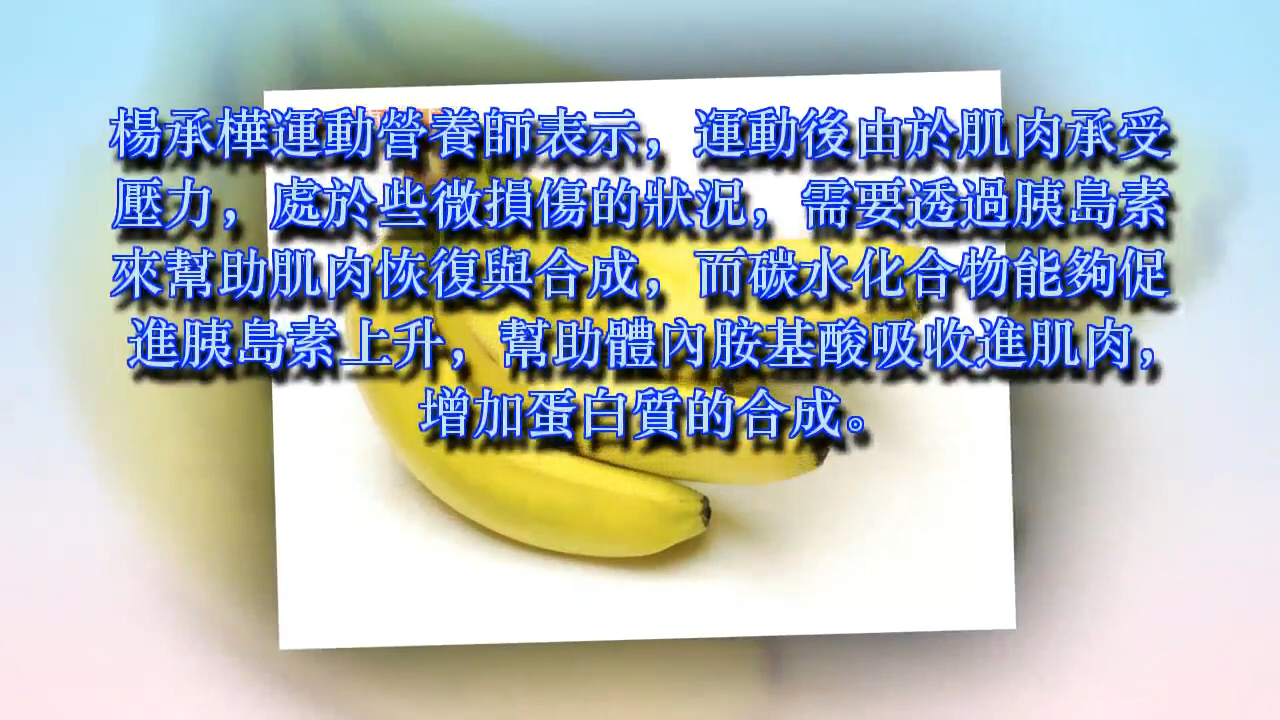 楊承樺運動營養師表示，運動後由於肌肉承受
壓力，處於些微損傷的狀況，需要透過胰島素
來幫助肌肉恢復與合成，而碳水化合物能夠促
進胰島素上升，幫助體內胺基酸吸收進肌肉，
增加蛋白質的合成。